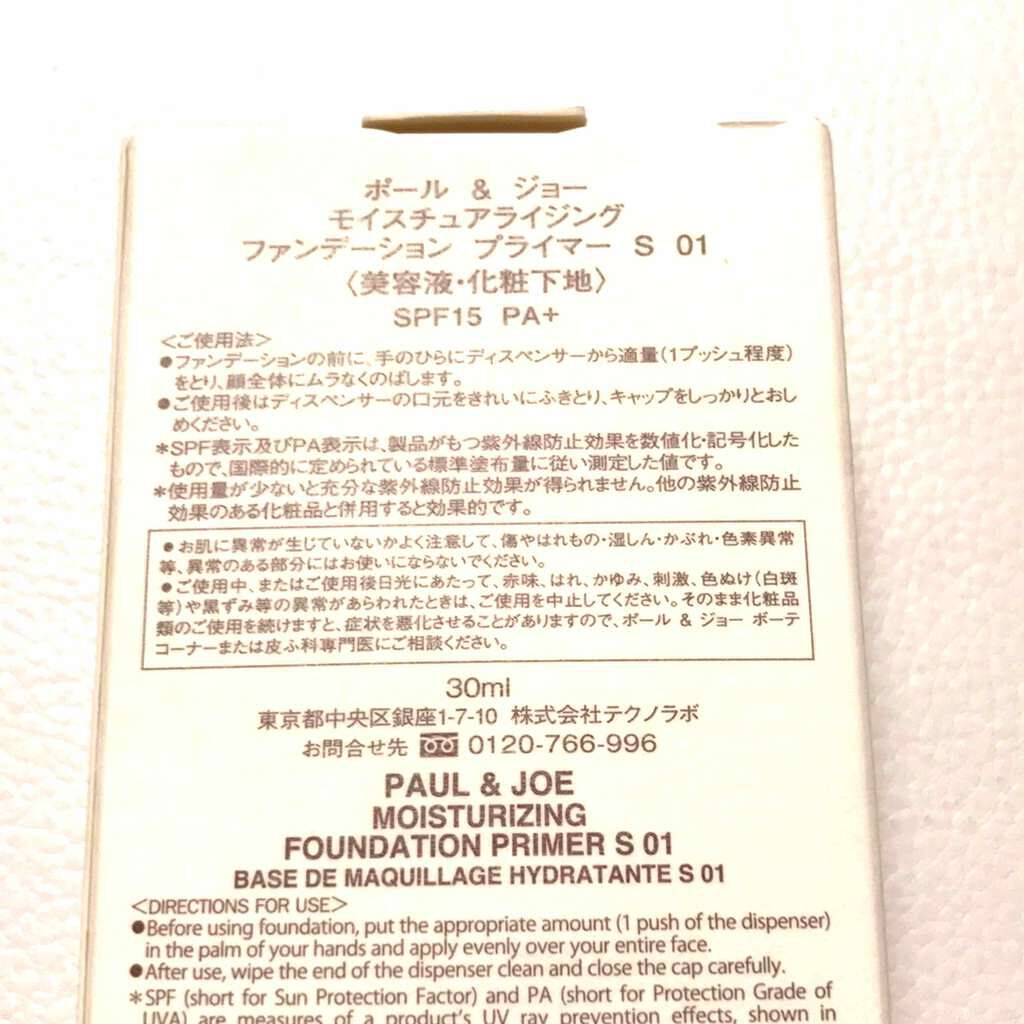 ポール & ジョー
モイスチュアライジング
ファンデーション プライマー S 01
〈美容液・化粧下地〉
SPF15 PA+
<ご使用法>
●ファンデーションの前に、手のひらにディスペンサーから適量(1プッシュ程度)
をとり、顔全体にムラなくのばします。
●ご使用後はディスペンサーの口元をきれいにふきとり、キャップをしっかりとおし
めください。
*SPF表示及びPA表示は、製品がもつ紫外線防止効果を数値化・記号化した
もので、国際的に定められている標準塗布量に従い測定した値です。
*使用量が少ないと充分な紫外線防止効果が得られません。他の紫外線防止
効果のある化粧品と併用すると効果的です。
●お肌に異常が生じていないかよく注意して、傷やはれもの・湿しん・かぶれ・色素異常
等、異常のある部分にはお使いにならないでください。
●ご使用中、またはご使用後日光にあたって、赤味、はれ、かゆみ、刺激、色ぬけ(白斑
等)や黒ずみ等の異常があらわれたときは、ご使用を中止してください。そのまま化粧品
類のご使用を続けますと、症状を悪化させることがありますので、ポール & ジョー ボーテ
コーナーまたは皮ふ科専門医にご相談ください。
30ml
東京都中央区銀座1-7-10 株式会社テクノラボ
お問合せ先 0120-766-996
PAUL & JOE
MOISTURIZING
FOUNDATION PRIMER S 01
BASE DE MAQUILLAGE HYDRATANTE S 01
<DIRECTIONS FOR USE>
●Before using foundation, put the appropriate amount (1 push of the dispenser)
in the palm of your hands and apply evenly over your entire face.
●After use, wipe the end of the dispenser clean and close the cap carefully.
*SPF (short for Sun Protection Factor) and PA (short for Protection Grade of
UVA) are measures of a product's UV ray prevention effects, shown in